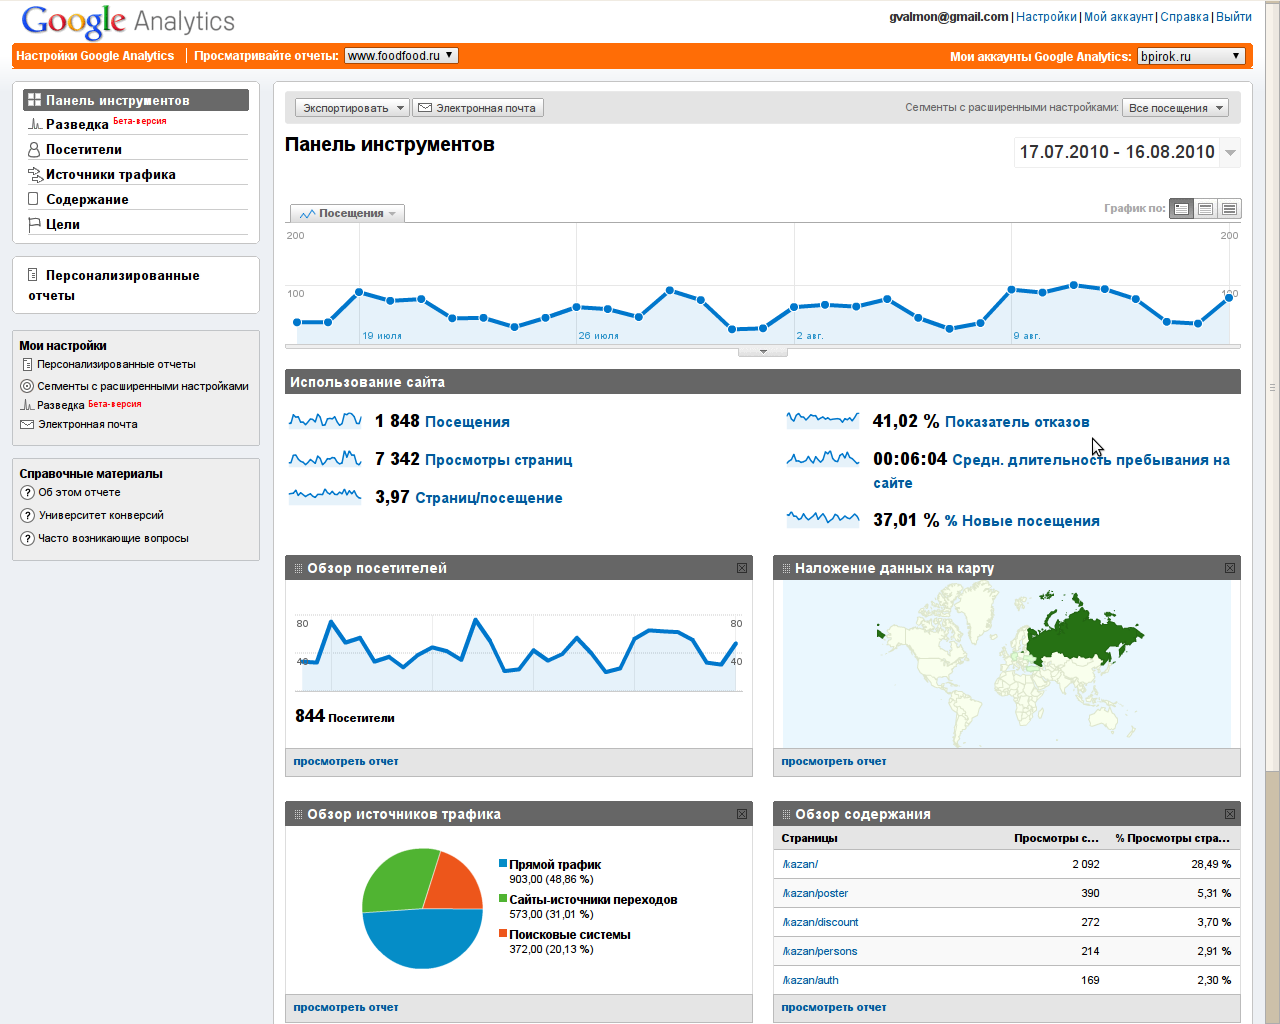 Google Analytics
gvalmon@gmail.com | Настройки | Мой аккаунт | Справка | Выйти
Настройки Google Analytics | Просматривайте отчеты: www.foodfood.ru
Мои аккаунты Google Analytics: bpirok.ru
Панель инструментов
Разведка Бета-версия
Посетители
Источники трафика
Содержание
Цели
Персонализированные
отчеты
Мои настройки
Персонализированные отчеты
Сегменты с расширенными настройками
Разведка Бета-версия
Электронная почта
Справочные материалы
Об этом отчете
Университет конверсий
Часто возникающие вопросы
Экспортировать Электронная почта
Сегменты с расширенными настройками: Все посещения
Панель инструментов
17.07.2010 - 16.08.2010
Посещения
График по:
200 200
100 100
19 июля 26 июля 2 авг. 9 авг.
Использование сайта
1 848 Посещения
7 342 Просмотры страниц
3,97 Страниц/посещение
41,02 % Показатель отказов
00:06:04 Средн. длительность пребывания на
сайте
37,01 % % Новые посещения
Обзор посетителей
80 80
40 40
844 Посетители
просмотреть отчет
Наложение данных на карту
просмотреть отчет
Обзор источников трафика
Прямой трафик
903,00 (48,86 %)
Сайты-источники переходов
573,00 (31,01 %)
Поисковые системы
372,00 (20,13 %)
просмотреть отчет
Обзор содержания
Страницы Просмотры с... % Просмотры стра...
/kazan/ 2 092 28,49 %
/kazan/poster 390 5,31 %
/kazan/discount 272 3,70 %
/kazan/persons 214 2,91 %
/kazan/auth 169 2,30 %
просмотреть отчет